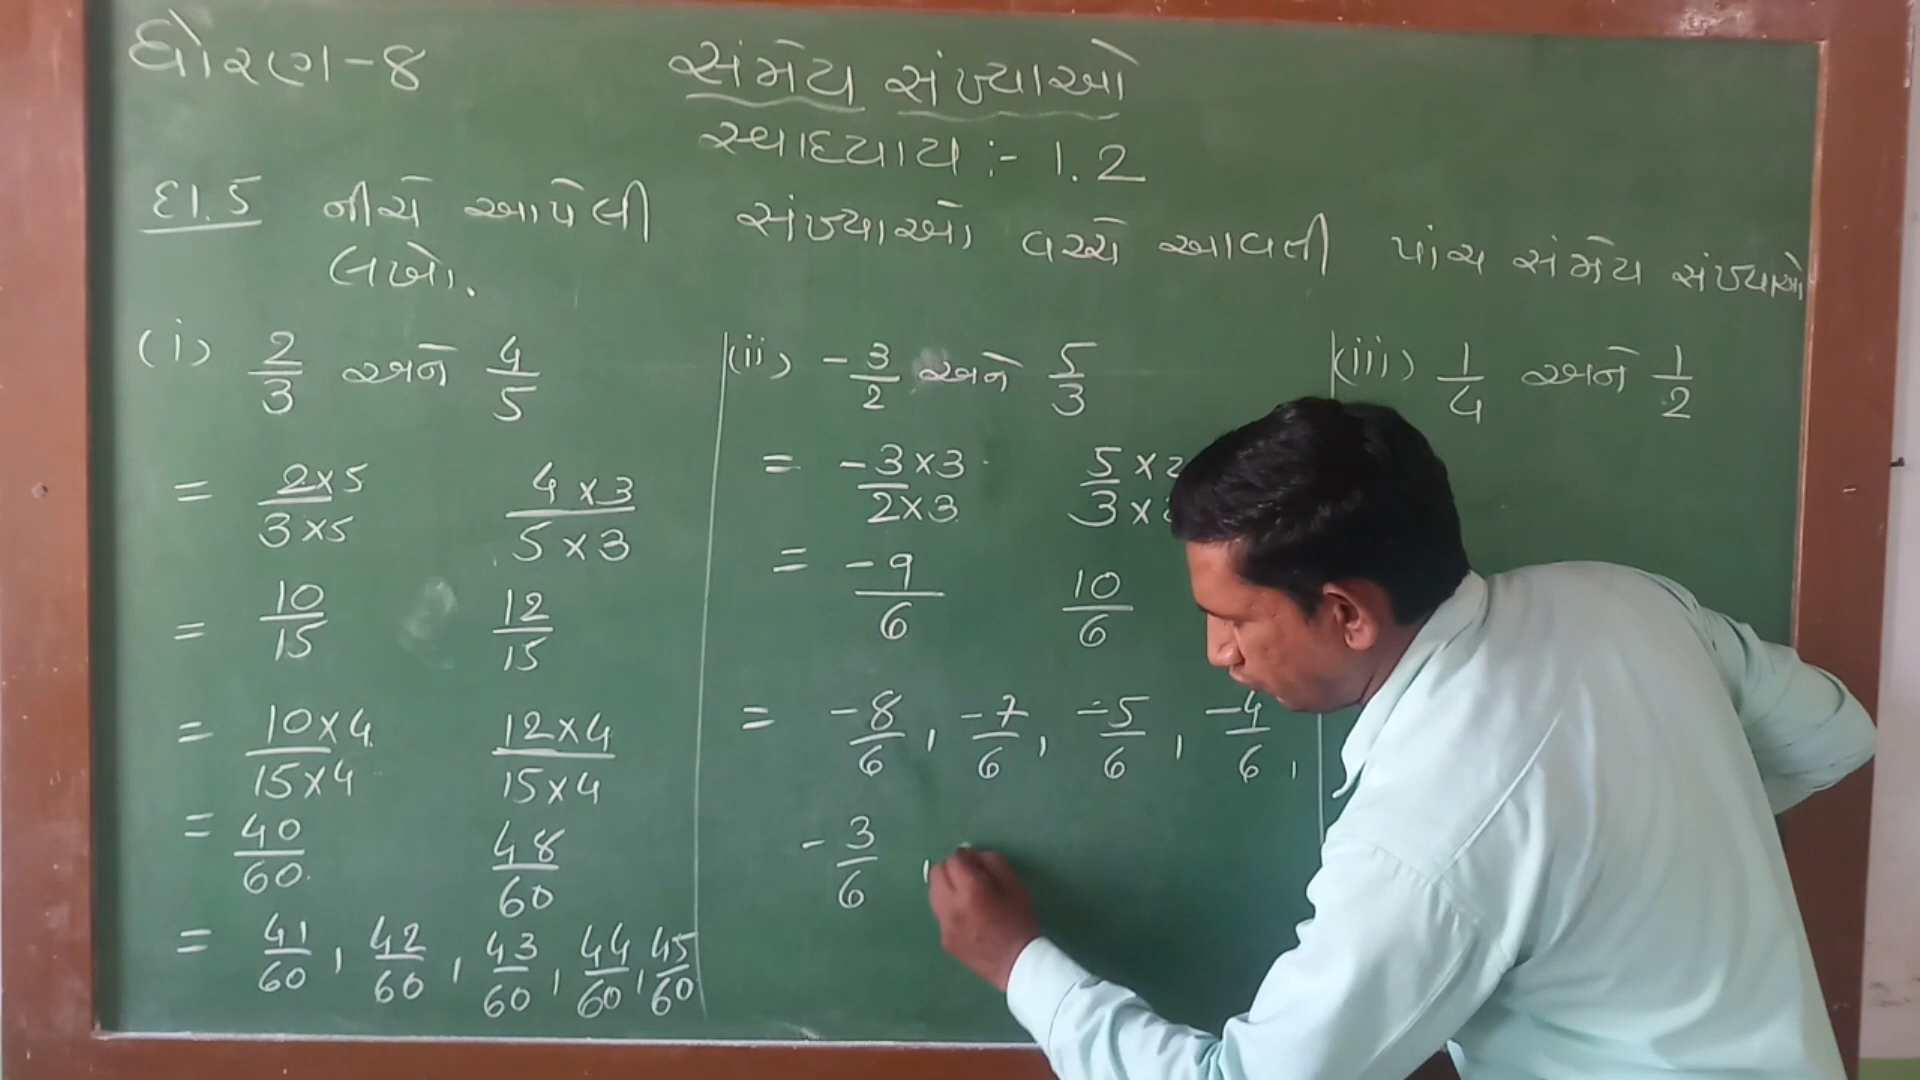 ધોરણ-૮
સંમેય સંખ્યાઓ
સ્વાધ્યાય :- 1.2
દા.5 નીચે આપેલી સંખ્યાઓ વચ્ચે આવતી પાંચ સંમેય સંખ્યાઓ
લખો.
(i) 2/3 અને 4/5
= 2×5/3×5 4×3/5×3
= 10/15 12/15
= 10×4/15×4 12×4/15×4
= 40/60 48/60
= 41/60, 42/60, 43/60, 44/60, 45/60
(ii) -3/2 અને 5/3
= -3×3/2×3 5×2/3×2
= -9/6 10/6
= -8/6, -7/6, -5/6, -4/6,
-3/6,
(iii) 1/4 અને 1/2